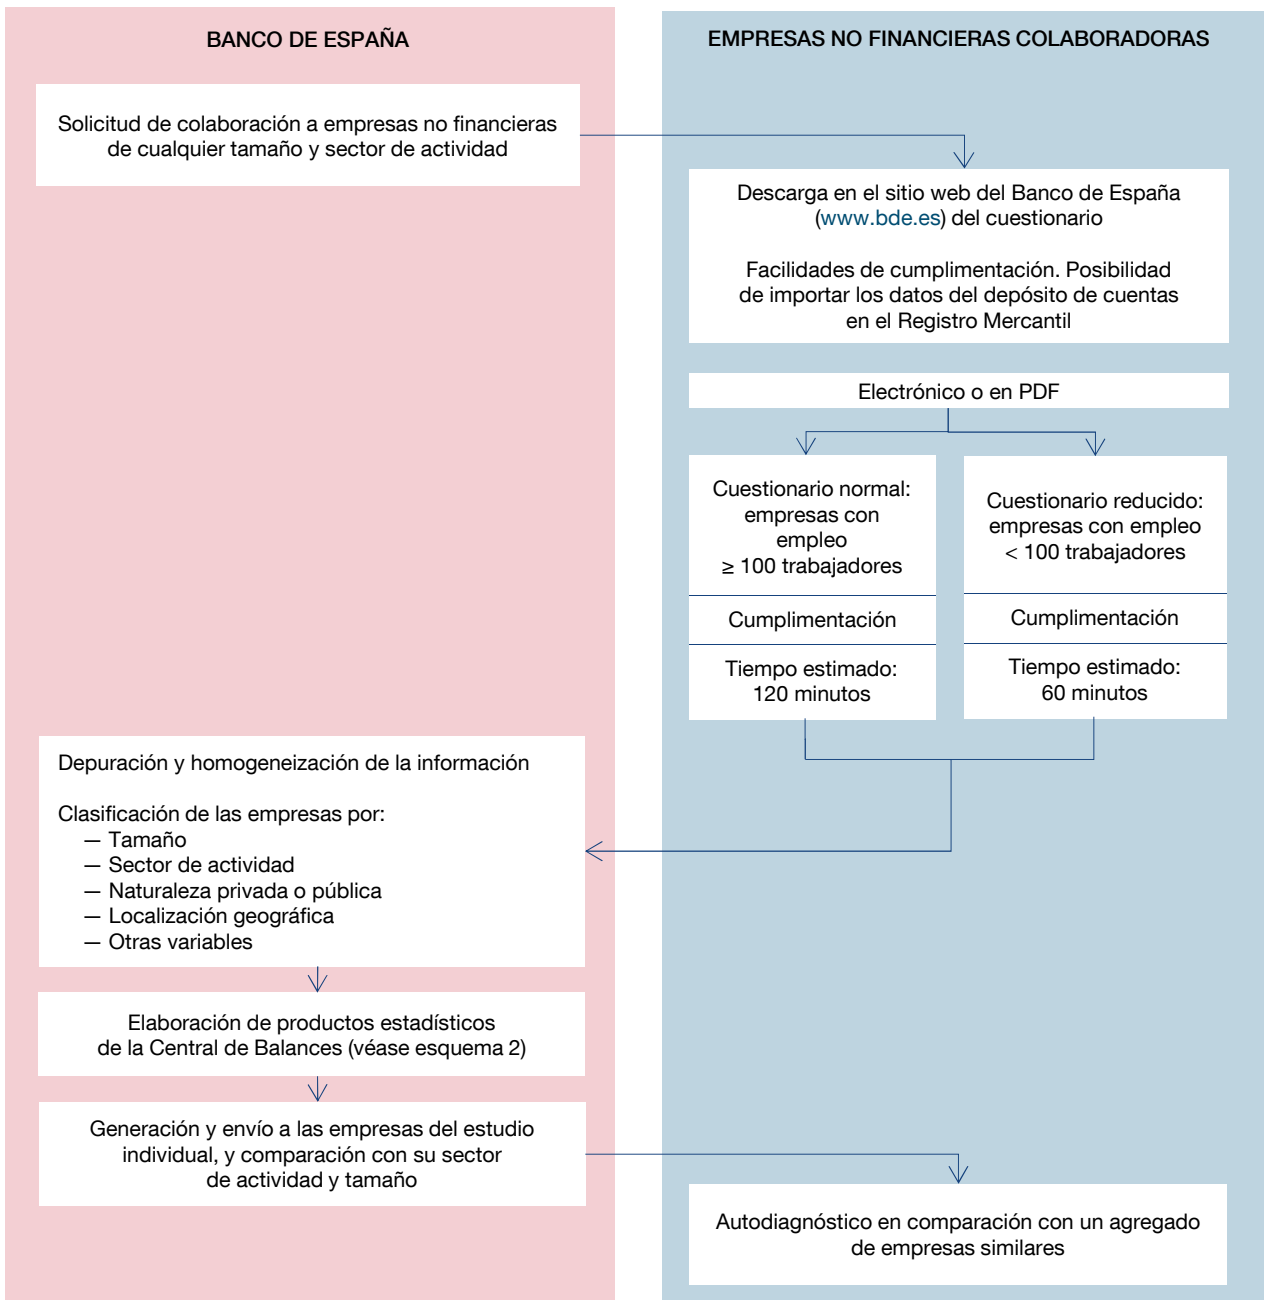 BANCO DE ESPAÑA
EMPRESAS NO FINANCIERAS COLABORADORAS
Solicitud de colaboración a empresas no financieras
de cualquier tamaño y sector de actividad
Descarga en el sitio web del Banco de España
(www.bde.es) del cuestionario
Facilidades de cumplimentación. Posibilidad
de importar los datos del depósito de cuentas
en el Registro Mercantil
Electrónico o en PDF
Cuestionario normal:
empresas con
empleo
≥ 100 trabajadores
Cumplimentación
Tiempo estimado:
120 minutos
Cuestionario reducido:
empresas con empleo
< 100 trabajadores
Cumplimentación
Tiempo estimado:
60 minutos
Depuración y homogeneización de la información
Clasificación de las empresas por:
— Tamaño
— Sector de actividad
— Naturaleza privada o pública
— Localización geográfica
— Otras variables
Elaboración de productos estadísticos
de la Central de Balances (véase esquema 2)
Generación y envío a las empresas del estudio
individual, y comparación con su sector
de actividad y tamaño
Autodiagnóstico en comparación con un agregado
de empresas similares